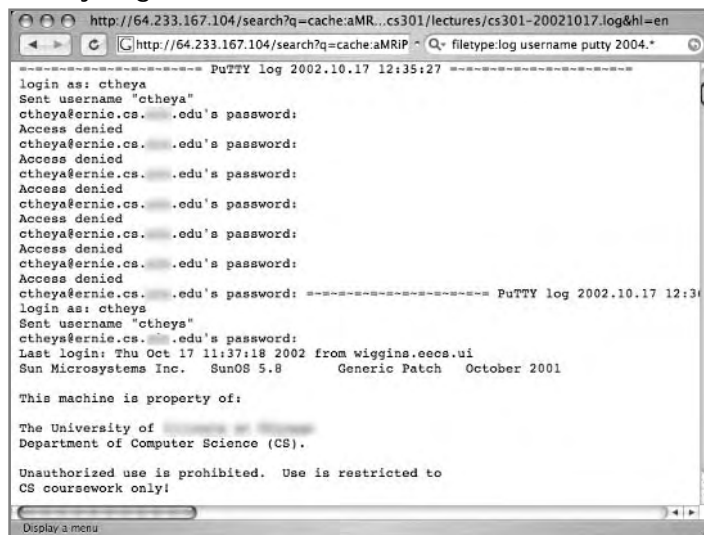 http://64.233.167.104/search?q=cache:aMR...cs301/lectures/cs301-20021017.log&hl=en
http://64.233.167.104/search?q=cache:aMRiP
filetype:log username putty 2004.*
=~=~=~=~=~=~=~=~=~=~=~= PuTTY log 2002.10.17 12:35:27 =~=~=~=~=~=~=~=~=~=~=~=
login as: ctheya
Sent username "ctheya"
ctheya@ernie.cs. .edu's password:
Access denied
ctheya@ernie.cs. .edu's password:
Access denied
ctheya@ernie.cs. .edu's password:
Access denied
ctheya@ernie.cs. .edu's password:
Access denied
ctheya@ernie.cs. .edu's password:
Access denied
ctheya@ernie.cs. .edu's password:
Access denied
ctheya@ernie.cs. .edu's password: =~=~=~=~=~=~=~=~=~=~=~= PuTTY log 2002.10.17 12:3
login as: ctheys
Sent username "ctheys"
ctheys@ernie.cs. .edu's password:
Last login: Thu Oct 17 11:37:18 2002 from wiggins.eecs.ui
Sun Microsystems Inc. SunOS 5.8 Generic Patch October 2001
This machine is property of:
The University of
Department of Computer Science (CS).
Unauthorized use is prohibited. Use is restricted to
CS coursework only!
Display a menu